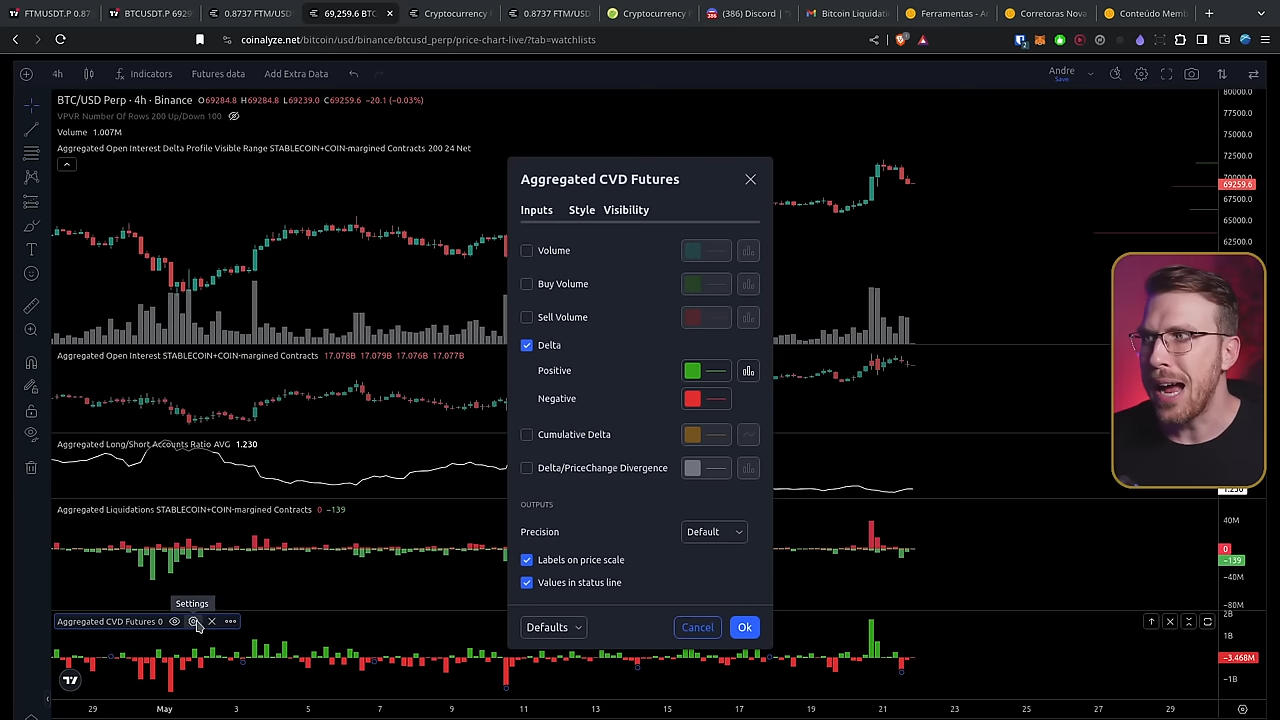 FTMUSDT.P 0.87
BTCUSDT.P 6929
0.8737 FTM/USD
69,259.6 BTC
Cryptocurrency
0.8737 FTM/USD
Cryptocurrency
(386) Discord | "
Bitcoin Liquidati
Ferramentas - A
Corretoras Nova
Conteúdo Memb
coinalyze.net/bitcoin/usd/binance/btcusd_perp/price-chart-live/?tab=watchlists
4h
Indicators
Futures data
Add Extra Data
Andre
Save
BTC/USD Perp · 4h · Binance O69284.8 H69284.8 L69239.0 C69259.6 −20.1 (−0.03%)
VPVR Number Of Rows 200 Up/Down 100
Volume 1.007M
Aggregated Open Interest Delta Profile Visible Range STABLECOIN+COIN-margined Contracts 200 24 Net
80000.0
77500.0
75000.0
72500.0
70000.0
69259.6
67500.0
65000.0
62500.0
Aggregated CVD Futures
Inputs
Style
Visibility
Volume
Buy Volume
Sell Volume
Delta
Positive
Negative
Cumulative Delta
Delta/PriceChange Divergence
OUTPUTS
Precision
Default
Labels on price scale
Values in status line
Defaults
Cancel
Ok
Aggregated Open Interest STABLECOIN+COIN-margined Contracts 17.078B 17.079B 17.076B 17.077B
Aggregated Long/Short Accounts Ratio AVG 1.230
1.230
Aggregated Liquidations STABLECOIN+COIN-margined Contracts 0 −139
40M
0
−139
−40M
−80M
Settings
Aggregated CVD Futures 0
2B
1B
−3.468M
−1B
29
May
3
5
7
9
11
13
15
17
19
21
23
25
27
29